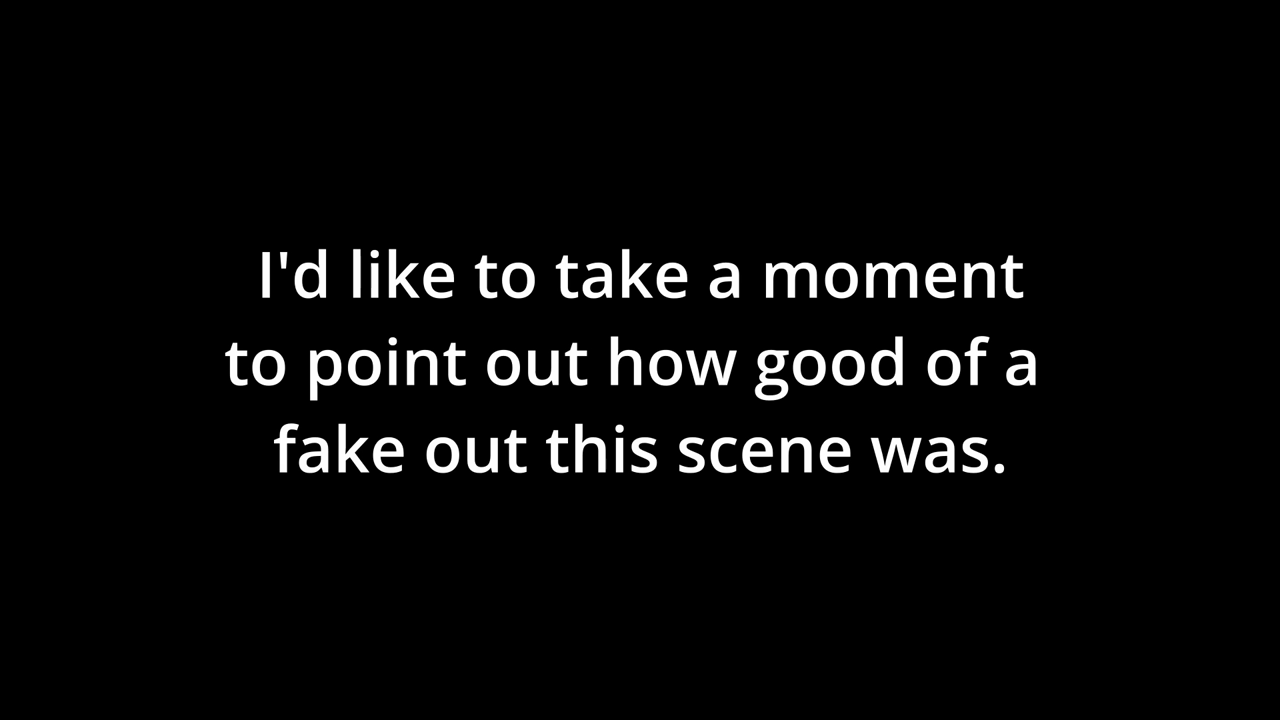 I'd like to take a moment
to point out how good of a
fake out this scene was.